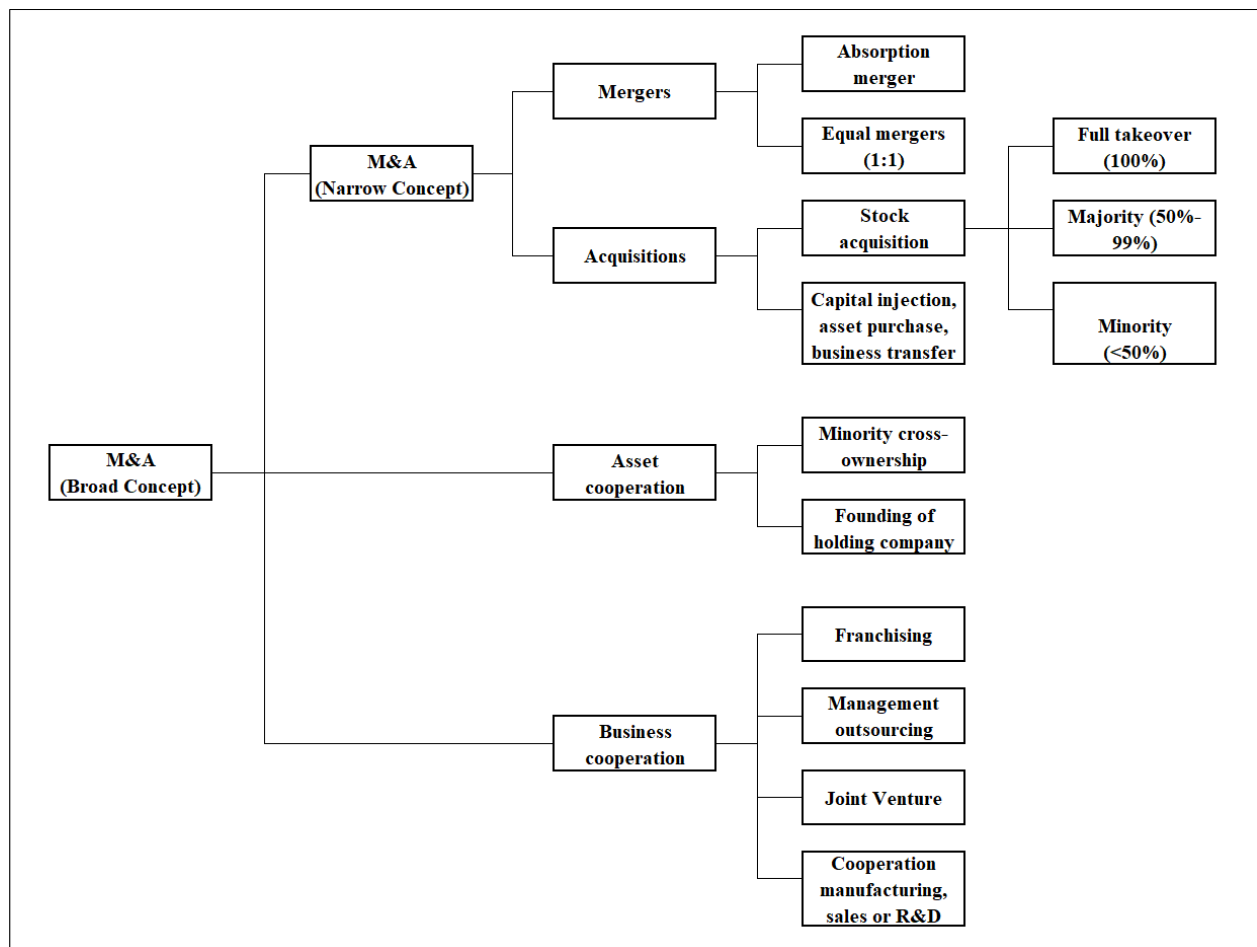 M&A
(Broad Concept)
M&A
(Narrow Concept)
Mergers
Absorption
merger
Equal mergers
(1:1)
Acquisitions
Stock
acquisition
Full takeover
(100%)
Majority (50%-
99%)
Minority
(<50%)
Capital injection,
asset purchase,
business transfer
Asset
cooperation
Minority cross-
ownership
Founding of
holding company
Business
cooperation
Franchising
Management
outsourcing
Joint Venture
Cooperation
manufacturing,
sales or R&D